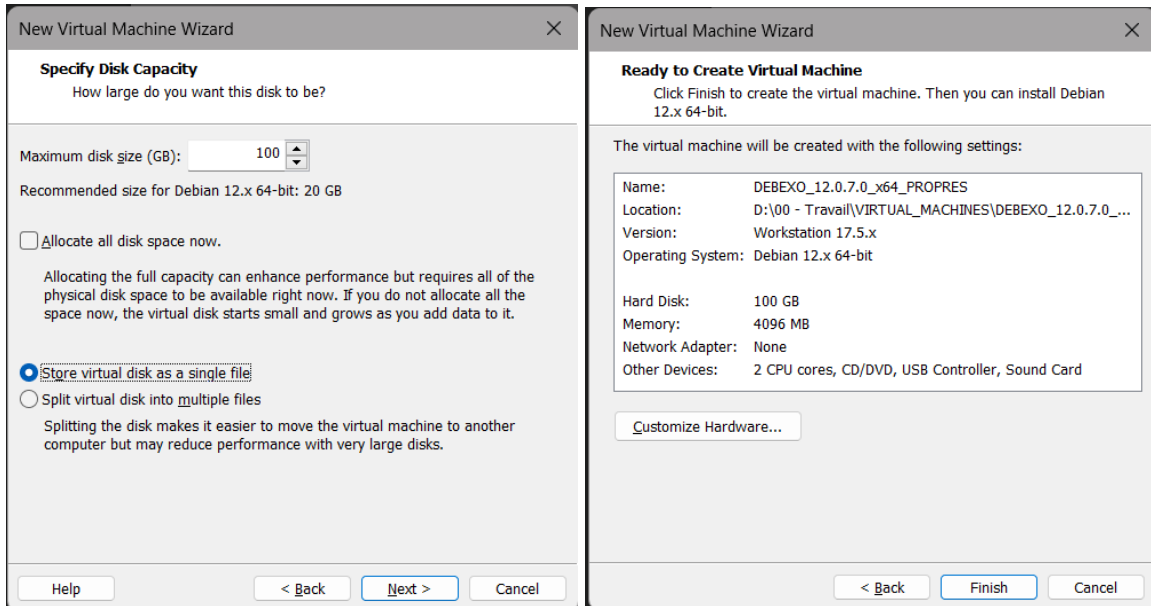 New Virtual Machine Wizard
Specify Disk Capacity
How large do you want this disk to be?
Maximum disk size (GB): 100
Recommended size for Debian 12.x 64-bit: 20 GB
Allocate all disk space now.
Allocating the full capacity can enhance performance but requires all of the
physical disk space to be available right now. If you do not allocate all the
space now, the virtual disk starts small and grows as you add data to it.
Store virtual disk as a single file
Split virtual disk into multiple files
Splitting the disk makes it easier to move the virtual machine to another
computer but may reduce performance with very large disks.
Help < Back Next > Cancel
New Virtual Machine Wizard
Ready to Create Virtual Machine
Click Finish to create the virtual machine. Then you can install Debian
12.x 64-bit.
The virtual machine will be created with the following settings:
Name: DEBEXO_12.0.7.0_x64_PROPRES
Location: D:\00 - Travail\VIRTUAL_MACHINES\DEBEXO_12.0.7.0_...
Version: Workstation 17.5.x
Operating System: Debian 12.x 64-bit
Hard Disk: 100 GB
Memory: 4096 MB
Network Adapter: None
Other Devices: 2 CPU cores, CD/DVD, USB Controller, Sound Card
Customize Hardware...
< Back Finish Cancel